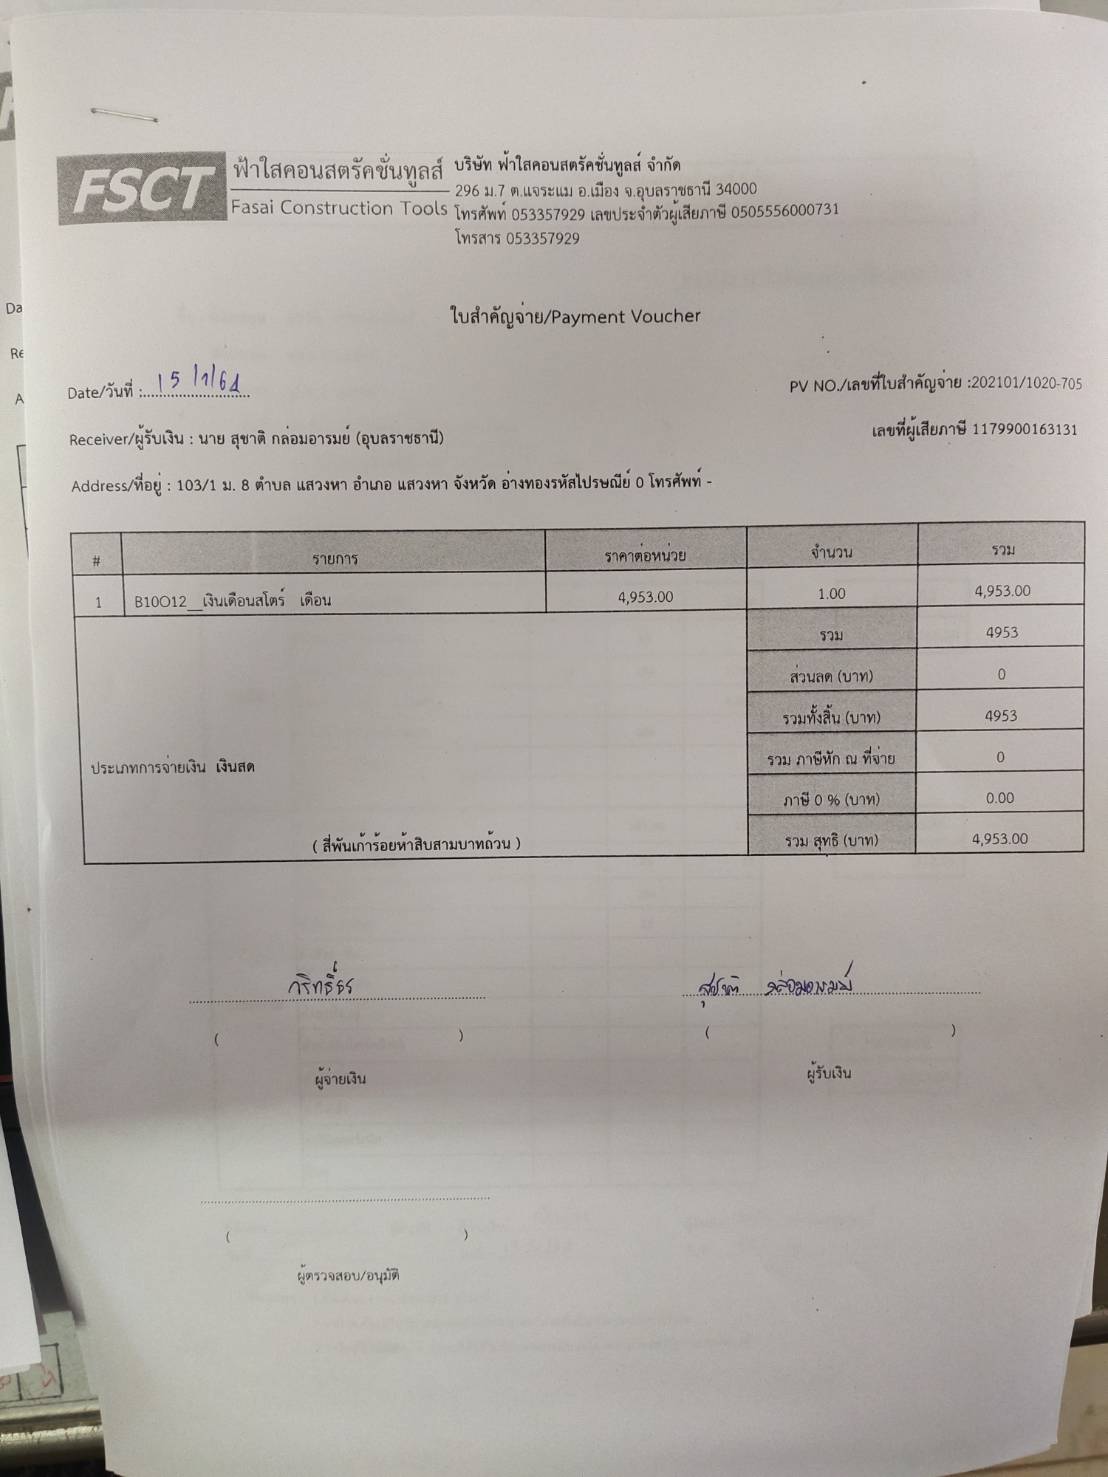 FSCT
ฟ้าใสคอนสตรัคชั่นทูลส์
Fasai Construction Tools
บริษัท ฟ้าใสคอนสตรัคชั่นทูลส์ จำกัด
296 ม.7 ต.แจระแม อ.เมือง จ.อุบลราชธานี 34000
โทรศัพท์ 053357929 เลขประจำตัวผู้เสียภาษี 0505556000731
โทรสาร 053357929
ใบสำคัญจ่าย/Payment Voucher
Date/วันที่ : 15/1/64
PV NO./เลขที่ใบสำคัญจ่าย :202101/1020-705
Receiver/ผู้รับเงิน : นาย สุชาติ กล่อมอารมย์ (อุบลราชธานี)
เลขที่ผู้เสียภาษี 1179900163131
Address/ที่อยู่ : 103/1 ม. 8 ตำบล แสวงหา อำเภอ แสวงหา จังหวัด อ่างทองรหัสไปรษณีย์ 0 โทรศัพท์ -
# รายการ ราคาต่อหน่วย จำนวน รวม
1 B10O12__เงินเดือนสโตร์ เดือน 4,953.00 1.00 4,953.00
รวม 4953
ส่วนลด (บาท) 0
รวมทั้งสิ้น (บาท) 4953
ประเภทการจ่ายเงิน เงินสด
รวม ภาษีหัก ณ ที่จ่าย 0
ภาษี 0 % (บาท) 0.00
( สี่พันเก้าร้อยห้าสิบสามบาทถ้วน )
รวม สุทธิ (บาท) 4,953.00
สุชาติ กล่อมอารมย์
( ) ( )
ผู้จ่ายเงิน ผู้รับเงิน
( )
ผู้ตรวจสอบ/อนุมัติ